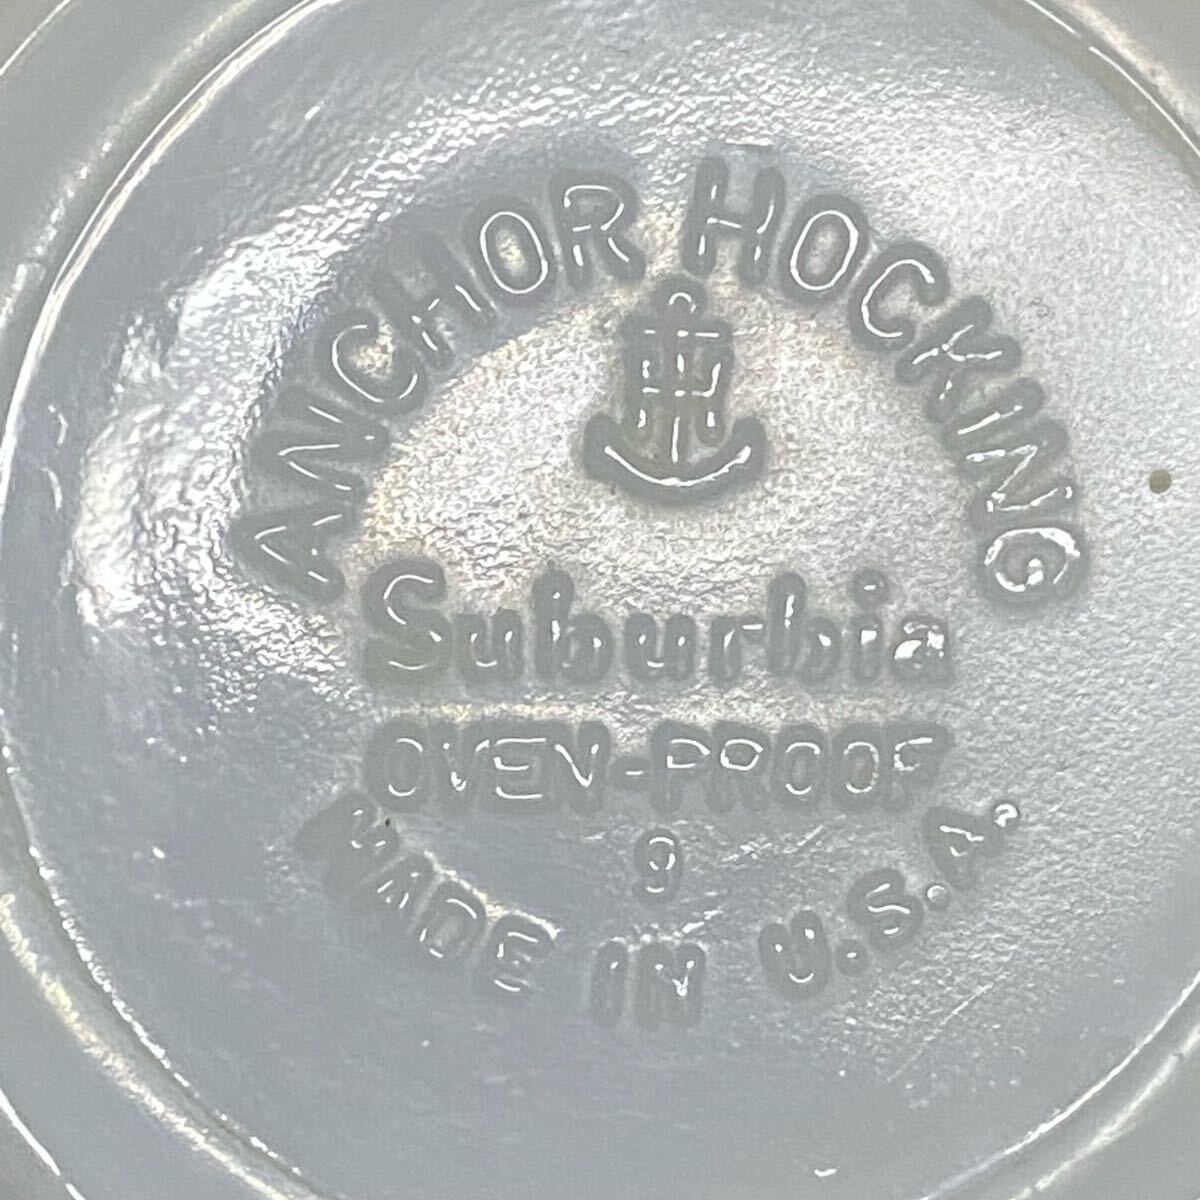 ANCHOR HOCKING
Suburbia
OVEN-PROOF
9
MADE IN U.S.A.